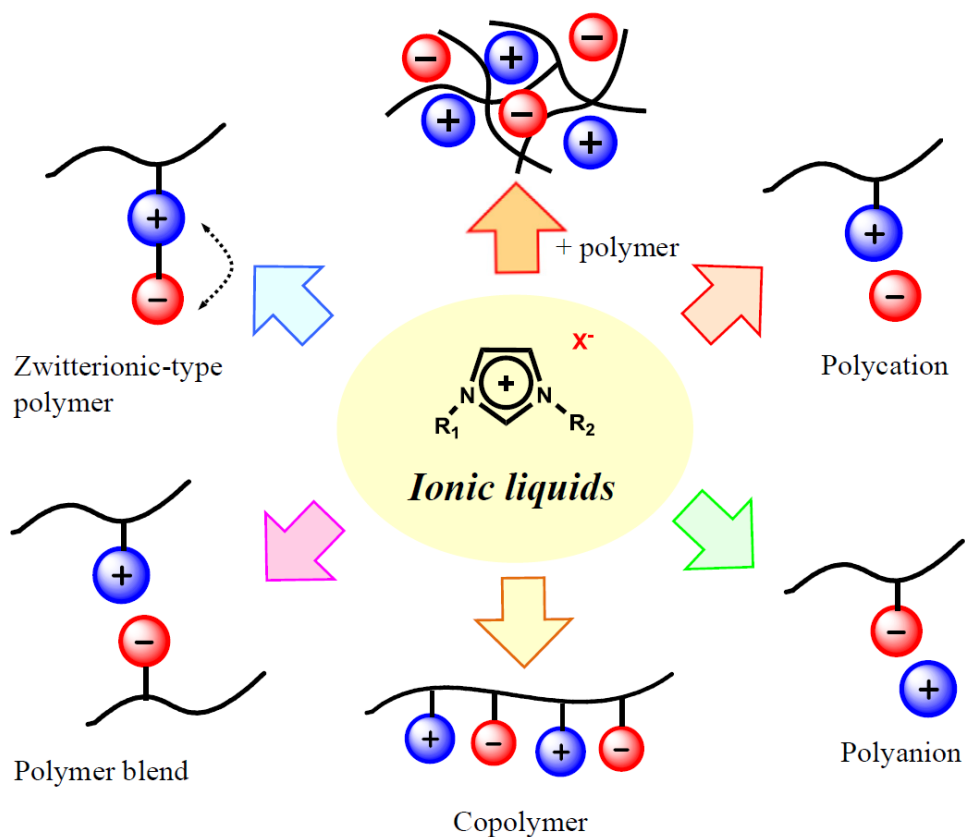 + polymer
Zwitterionic-type
polymer
Polycation
X-
+
N
N
R1
R2
Ionic liquids
Polymer blend
Copolymer
Polyanion